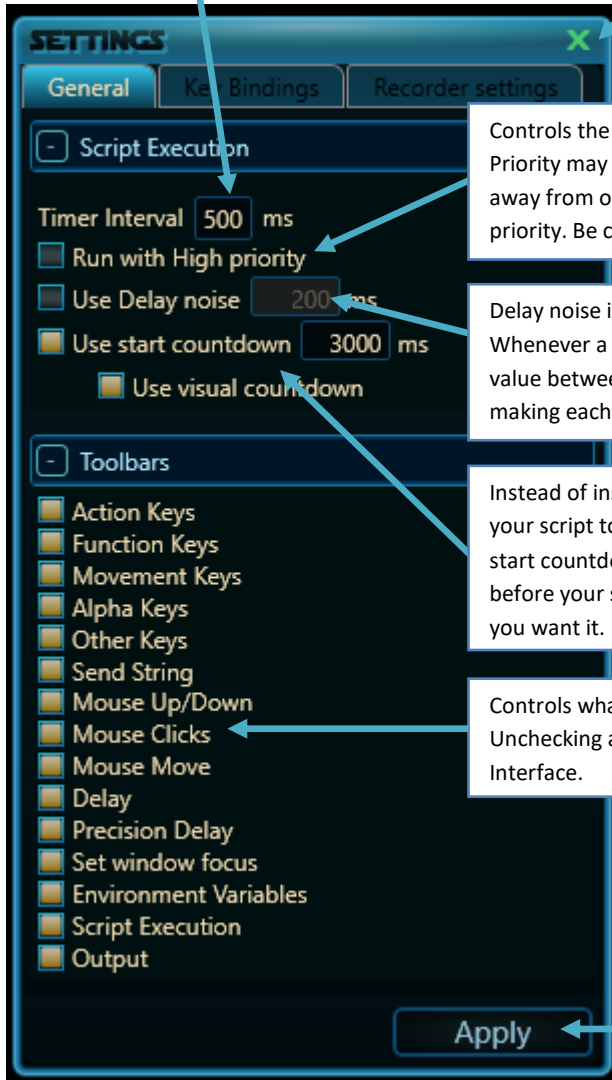 SETTINGS X
General Key Bindings Recorder settings
- Script Execution
Timer Interval 500 ms
Run with High priority
Use Delay noise 200 ms
Use start countdown 3000 ms
Use visual countdown
- Toolbars
Action Keys
Function Keys
Movement Keys
Alpha Keys
Other Keys
Send String
Mouse Up/Down
Mouse Clicks
Mouse Move
Delay
Precision Delay
Set window focus
Environment Variables
Script Execution
Output
Apply
Controls the
Priority may
away from o
priority. Be c
Delay noise i
Whenever a
value betwee
making each
Instead of ins
your script to
start countdo
before your s
you want it.
Controls wha
Unchecking a
Interface.